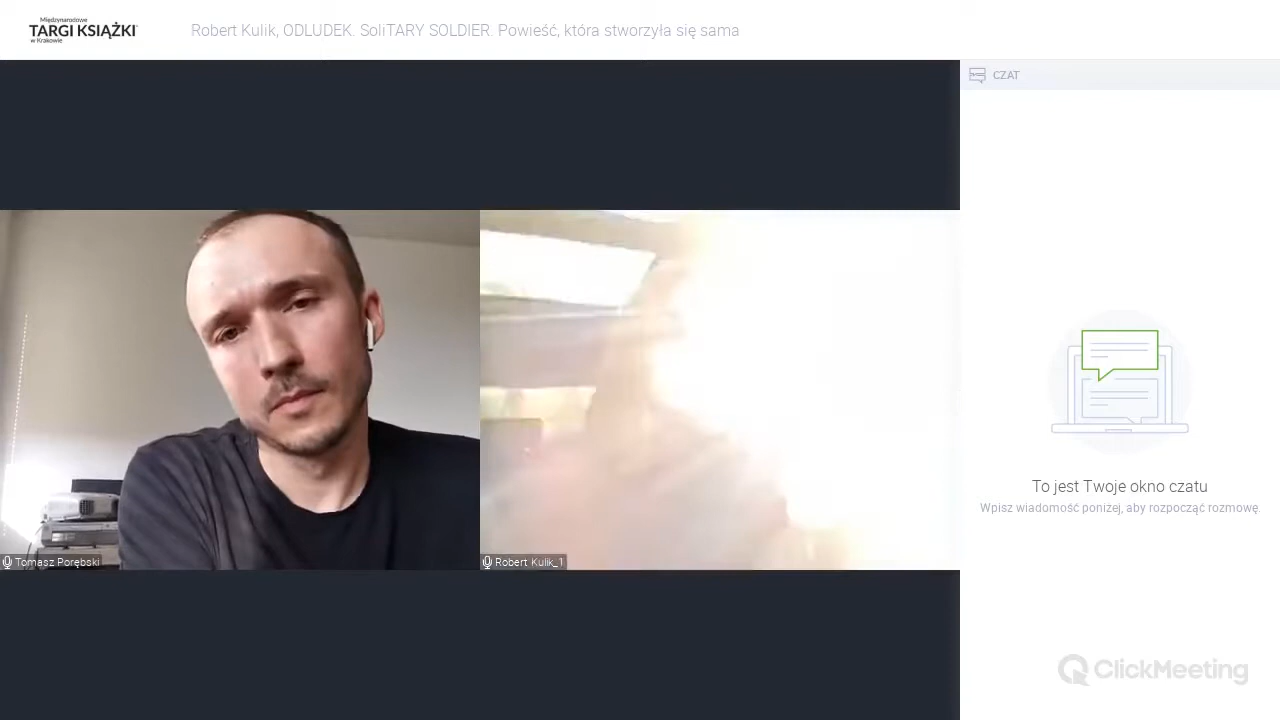 Międzynarodowe
TARGI KSIĄŻKI
w Krakowie
Robert Kulik, ODLUDEK. SoliTARY SOLDIER. Powieść, która stworzyła się sama
CZAT
To jest Twoje okno czatu
Wpisz wiadomość poniżej, aby rozpocząć rozmowę.
Tomasz Porębski
Robert Kulik_1
ClickMeeting